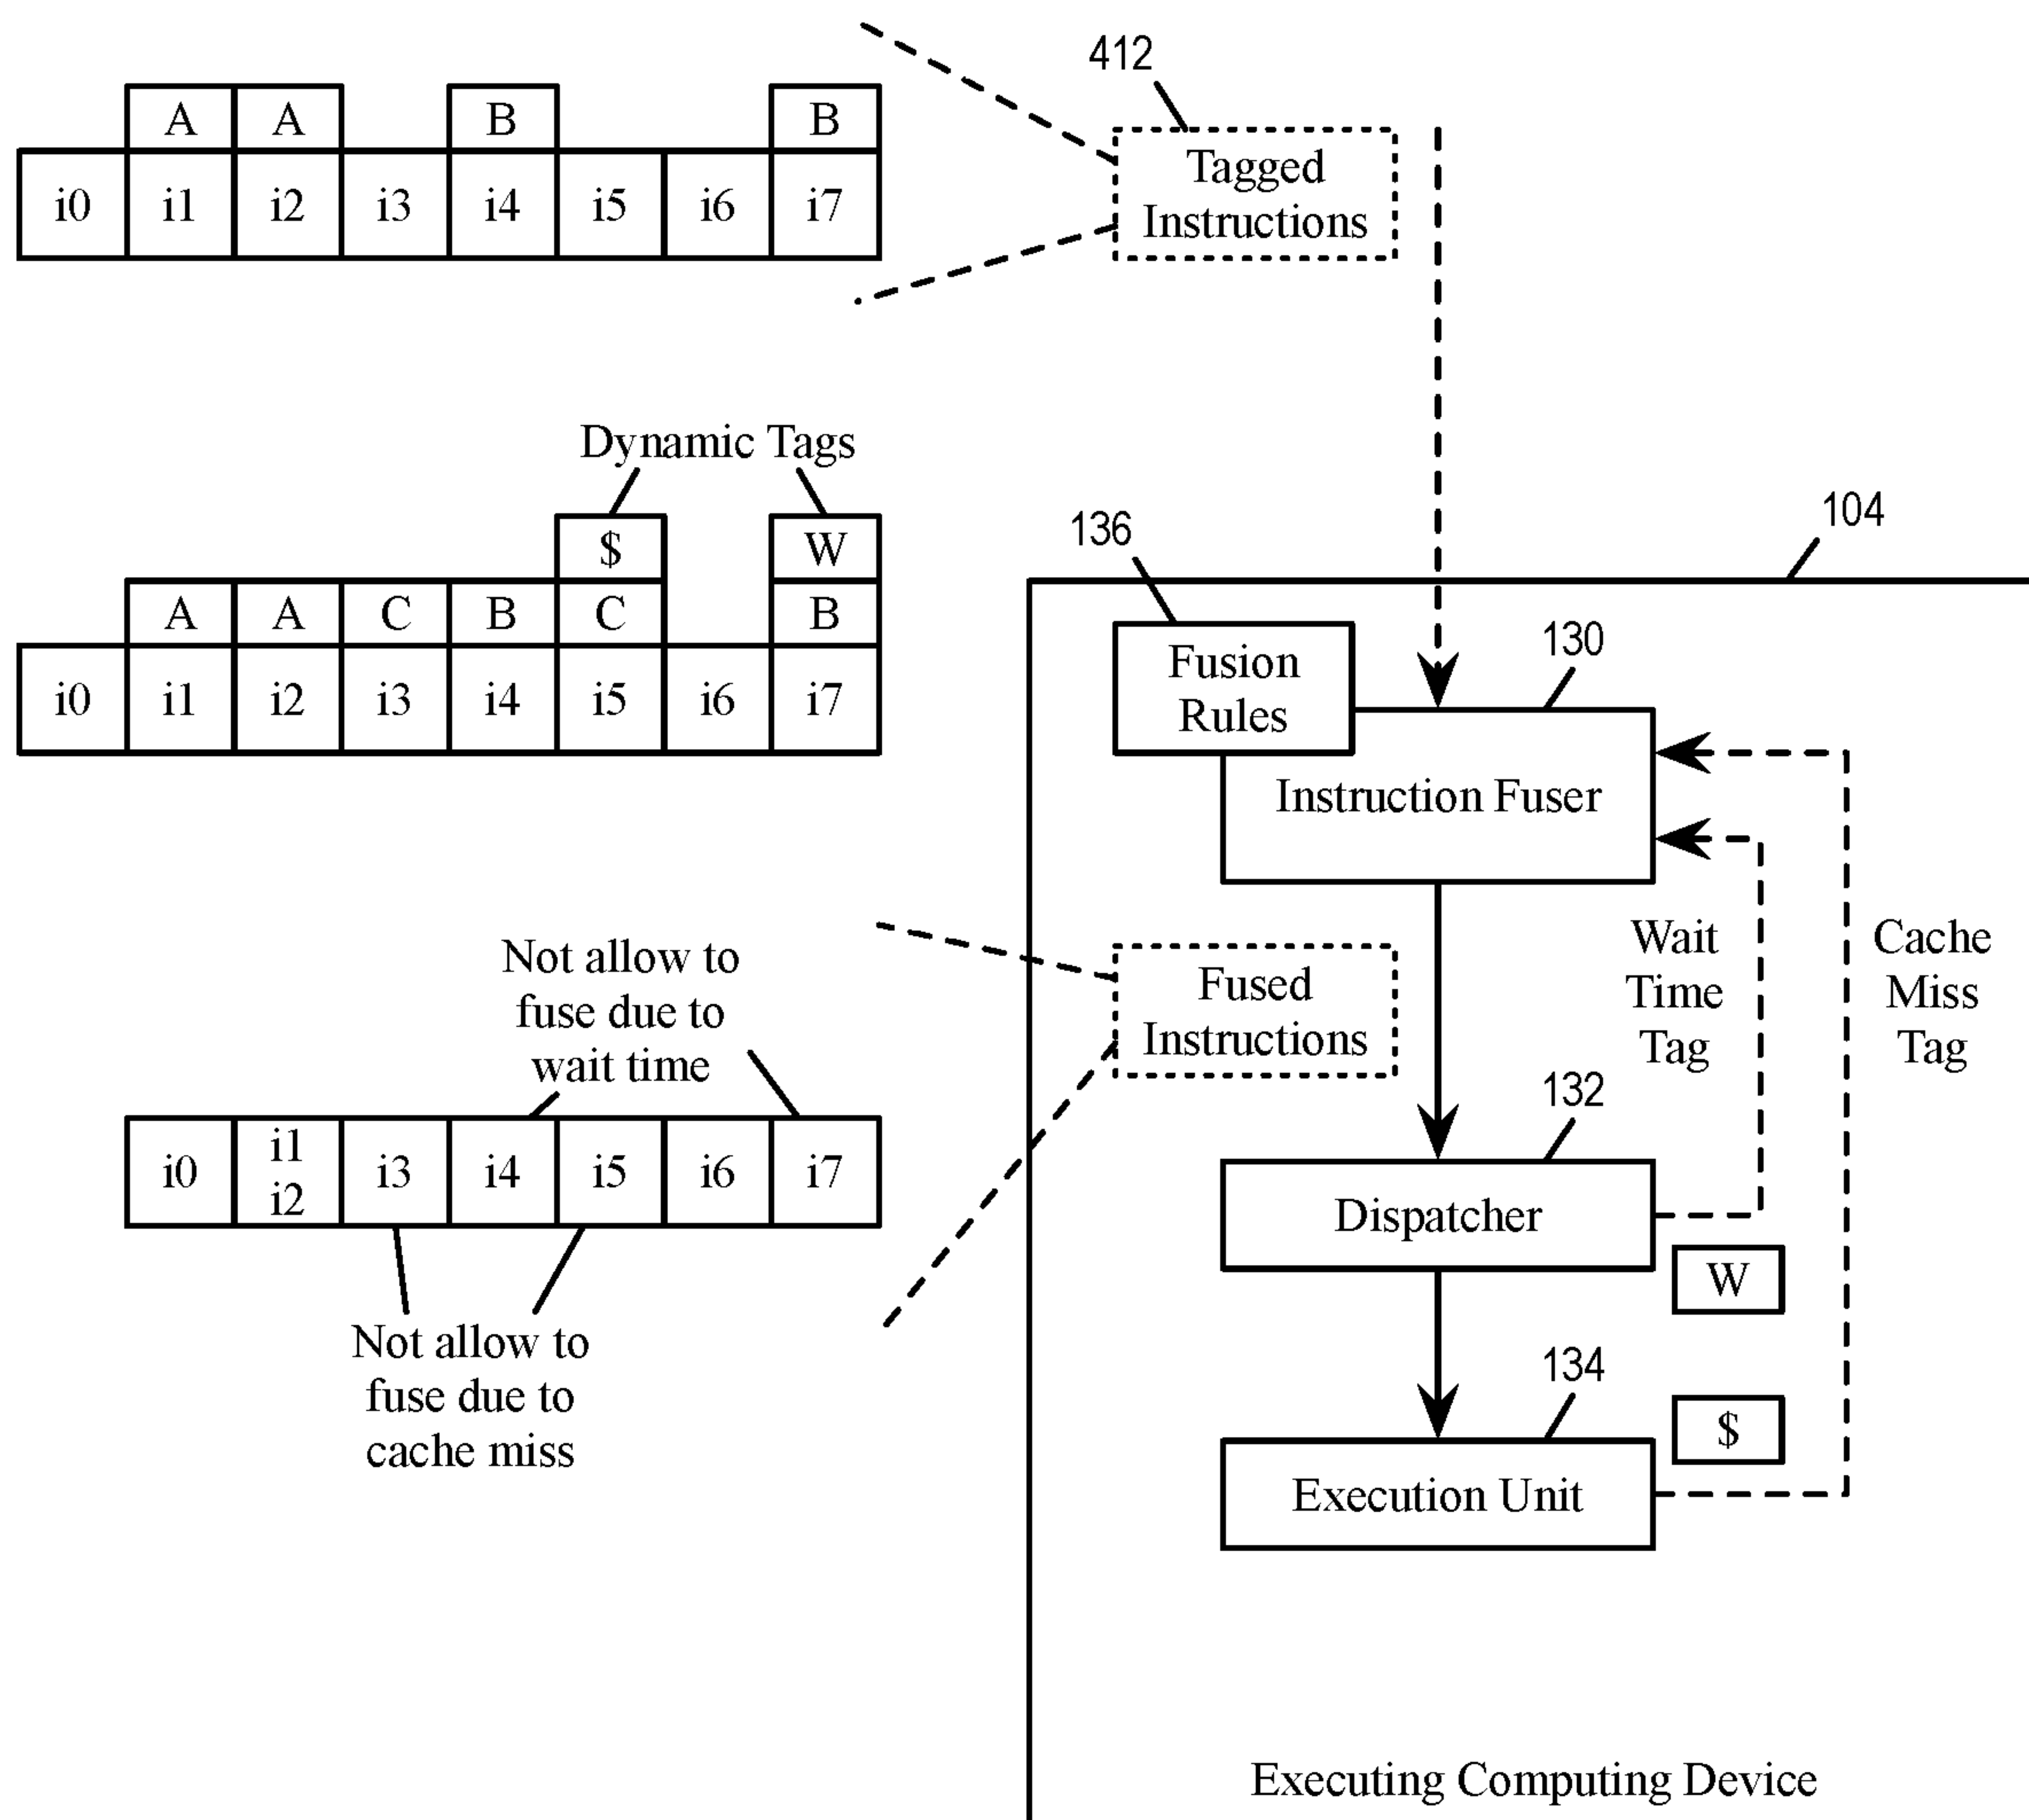 412
A A B B
i0 i1 i2 i3 i4 i5 i6 i7
Tagged
Instructions
Dynamic Tags
$ W
A A C B C B
i0 i1 i2 i3 i4 i5 i6 i7
104
136
Fusion
Rules
130
Instruction Fuser
Wait
Time
Tag
Cache
Miss
Tag
Not allow to
fuse due to
wait time
Fused
Instructions
i0 i1 i2 i3 i4 i5 i6 i7
Not allow to
fuse due to
cache miss
132
Dispatcher
W
134
$
Execution Unit
Executing Computing Device